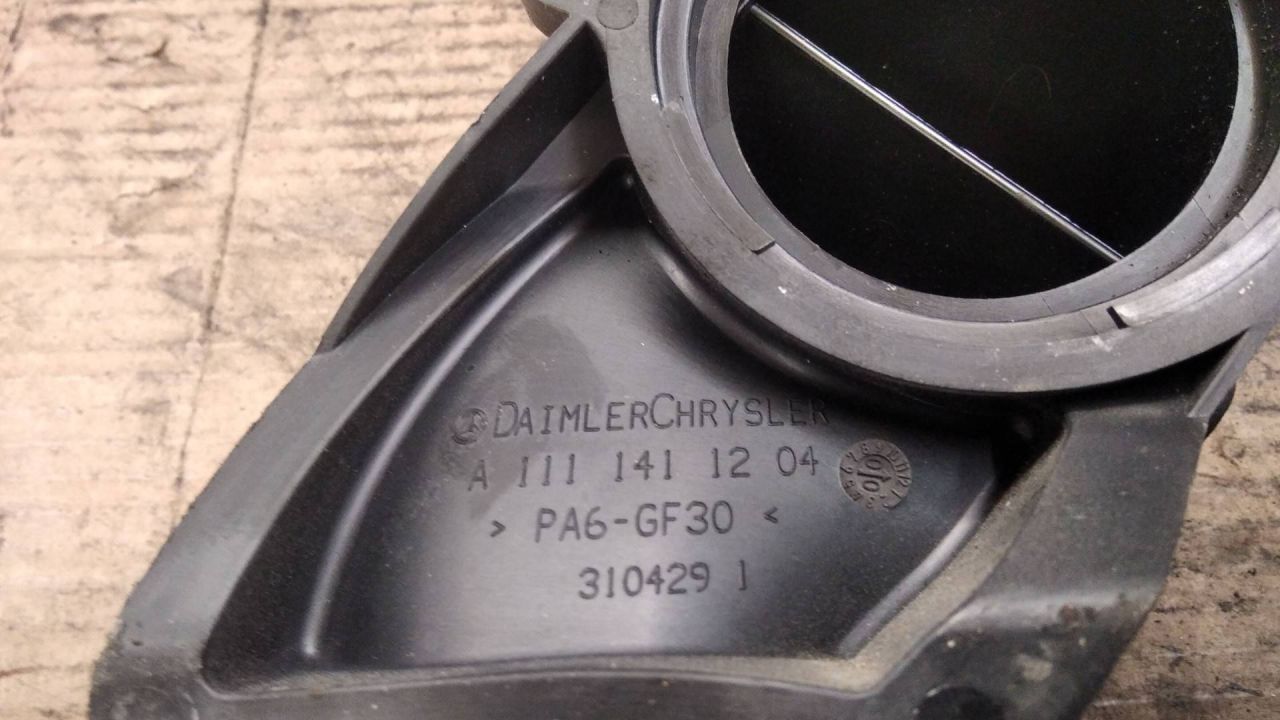 DAIMLERCHRYSLER
A 111 141 12 04
> PA6-GF30 <
310429 1